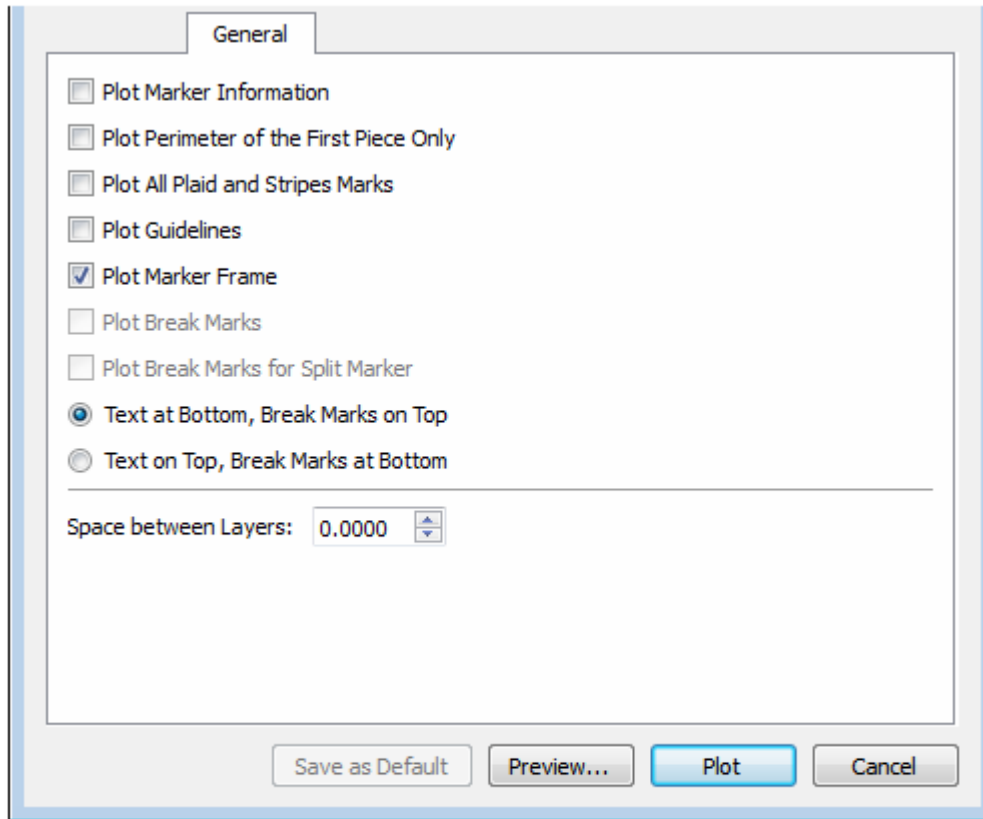 General
Plot Marker Information
Plot Perimeter of the First Piece Only
Plot All Plaid and Stripes Marks
Plot Guidelines
Plot Marker Frame
Plot Break Marks
Plot Break Marks for Split Marker
Text at Bottom, Break Marks on Top
Text on Top, Break Marks at Bottom
Space between Layers: 0.0000
Save as Default Preview... Plot Cancel